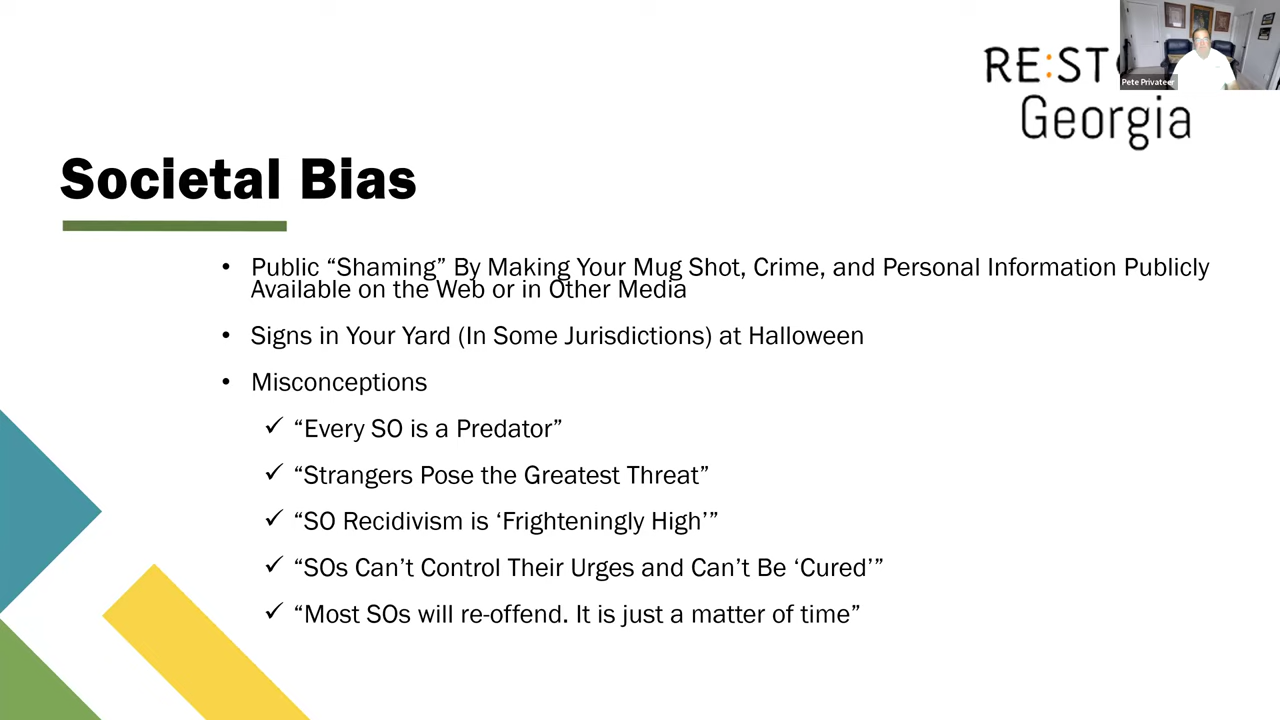 RE:ST
Pete Privateer
Georgia
Societal Bias
• Public “Shaming” By Making Your Mug Shot, Crime, and Personal Information Publicly
Available on the Web or in Other Media
• Signs in Your Yard (In Some Jurisdictions) at Halloween
• Misconceptions
✓ “Every SO is a Predator”
✓ “Strangers Pose the Greatest Threat”
✓ “SO Recidivism is ‘Frighteningly High’”
✓ “SOs Can’t Control Their Urges and Can’t Be ‘Cured’”
✓ “Most SOs will re-offend. It is just a matter of time”